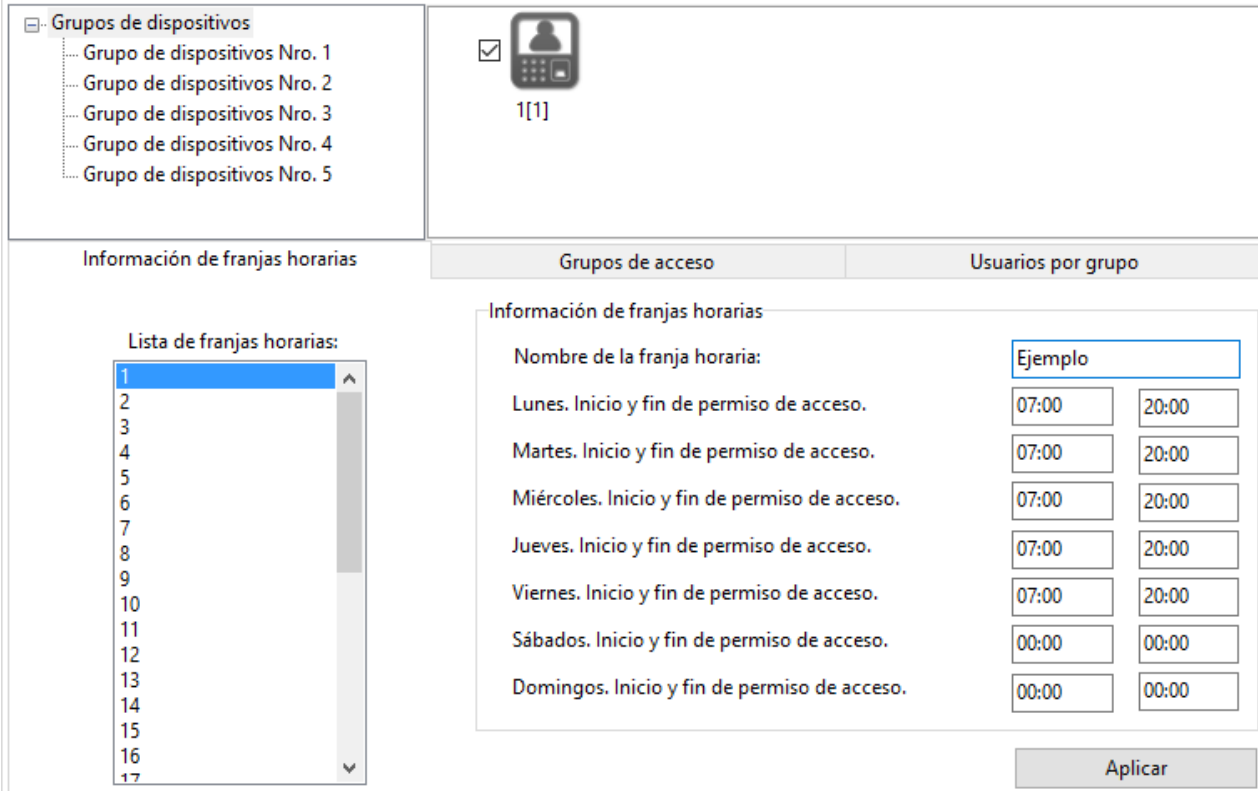 Grupos de dispositivos
Grupo de dispositivos Nro. 1
Grupo de dispositivos Nro. 2
Grupo de dispositivos Nro. 3
Grupo de dispositivos Nro. 4
Grupo de dispositivos Nro. 5
1[1]
Información de franjas horarias
Grupos de acceso
Usuarios por grupo
Lista de franjas horarias:
1
2
3
4
5
6
7
8
9
10
11
12
13
14
15
16
17
Información de franjas horarias
Nombre de la franja horaria: Ejemplo
Lunes. Inicio y fin de permiso de acceso. 07:00 20:00
Martes. Inicio y fin de permiso de acceso. 07:00 20:00
Miércoles. Inicio y fin de permiso de acceso. 07:00 20:00
Jueves. Inicio y fin de permiso de acceso. 07:00 20:00
Viernes. Inicio y fin de permiso de acceso. 07:00 20:00
Sábados. Inicio y fin de permiso de acceso. 00:00 00:00
Domingos. Inicio y fin de permiso de acceso. 00:00 00:00
Aplicar